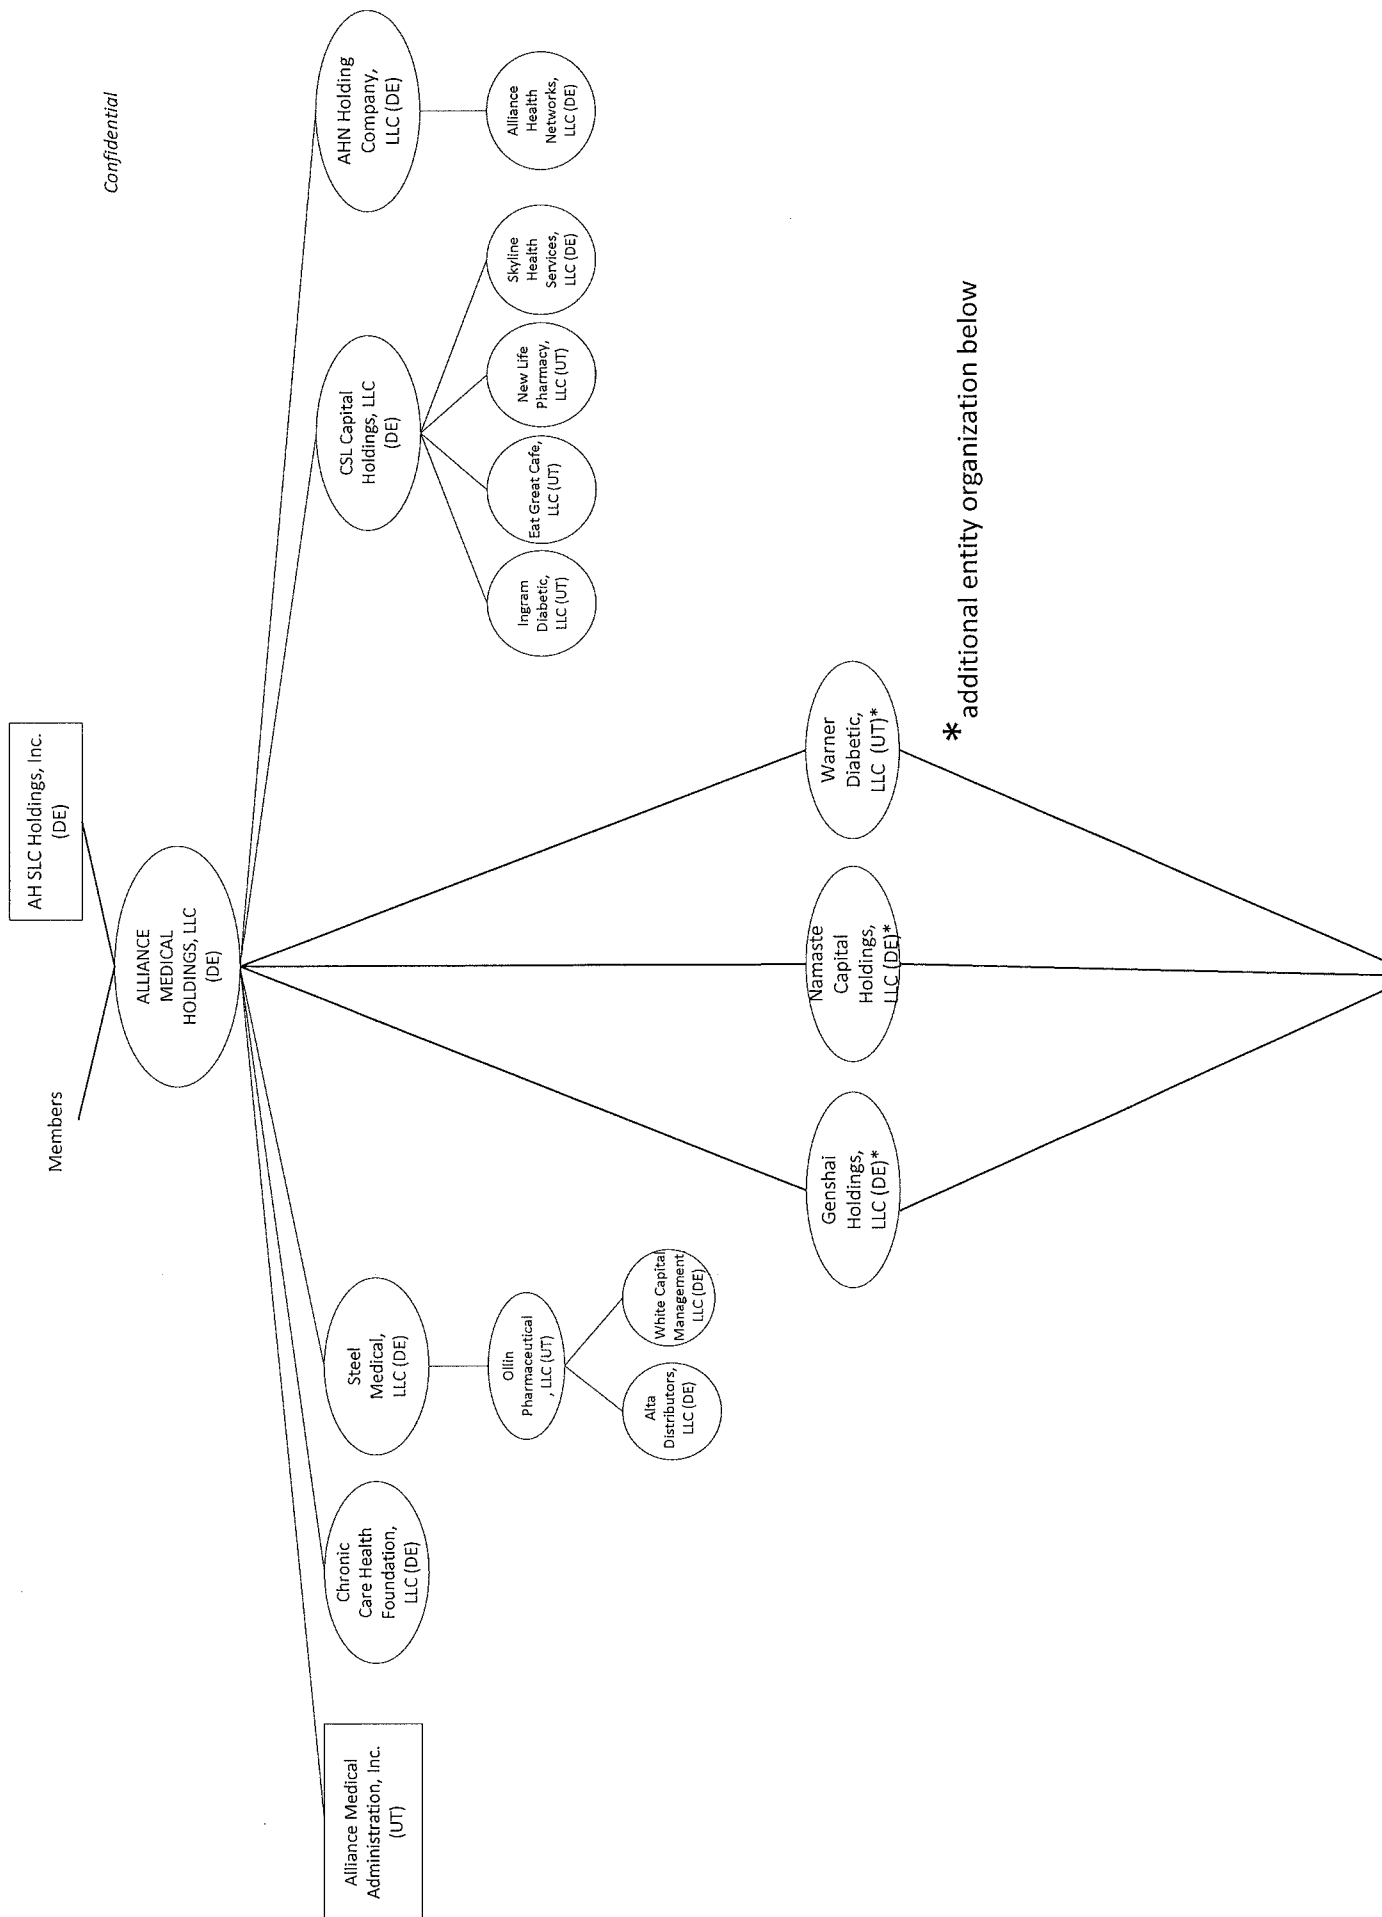 Confidential
AH SLC Holdings, Inc.
(DE)
Members
ALLIANCE
MEDICAL
HOLDINGS, LLC
(DE)
Alliance Medical
Administration, Inc.
(UT)
Chronic
Care Health
Foundation,
LLC (DE)
Steel
Medical,
LLC (DE)
CSL Capital
Holdings, LLC
(DE)
AHN Holding
Company,
LLC (DE)
Ollin
Pharmaceutical
, LLC (UT)
Ingram
Diabetic,
LLC (UT)
Eat Great Cafe,
LLC (UT)
New Life
Pharmacy,
LLC (UT)
Skyline
Health
Services,
LLC (DE)
Alliance
Health
Networks,
LLC (DE)
Alta
Distributors,
LLC (DE)
White Capital
Management
LLC (DE)
Genshai
Holdings,
LLC (DE)*
Namaste
Capital
Holdings,
LLC (DE)*
Warner
Diabetic,
LLC (UT)*
* additional entity organization below